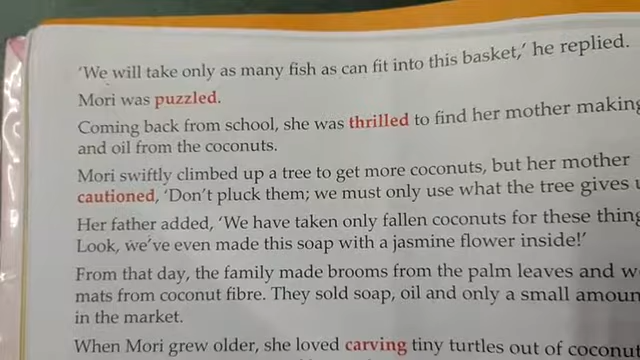 'We will take only as many fish as can fit into this basket,' he replied.
Mori was puzzled.
Coming back from school, she was thrilled to find her mother making
and oil from the coconuts.
Mori swiftly climbed up a tree to get more coconuts, but her mother
cautioned, 'Don't pluck them; we must only use what the tree gives
Her father added, 'We have taken only fallen coconuts for these
Look, we've even made this soap with a jasmine flower inside!'
From that day, the family made brooms from the palm leaves and
mats from coconut fibre. They sold soap, oil and only a small
in the market.
When Mori grew older, she loved carving tiny turtles out of